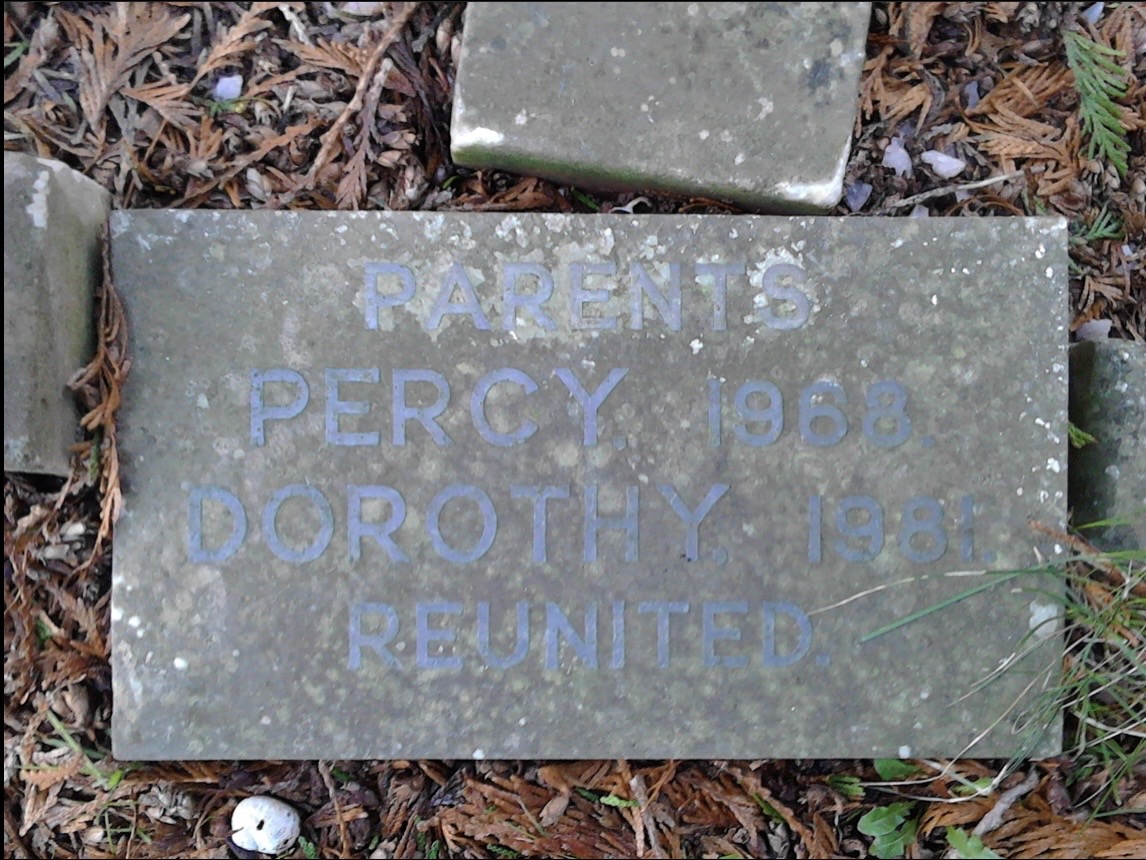 PARENTS
PERCY. 1968.
DOROTHY. 1981.
REUNITED.